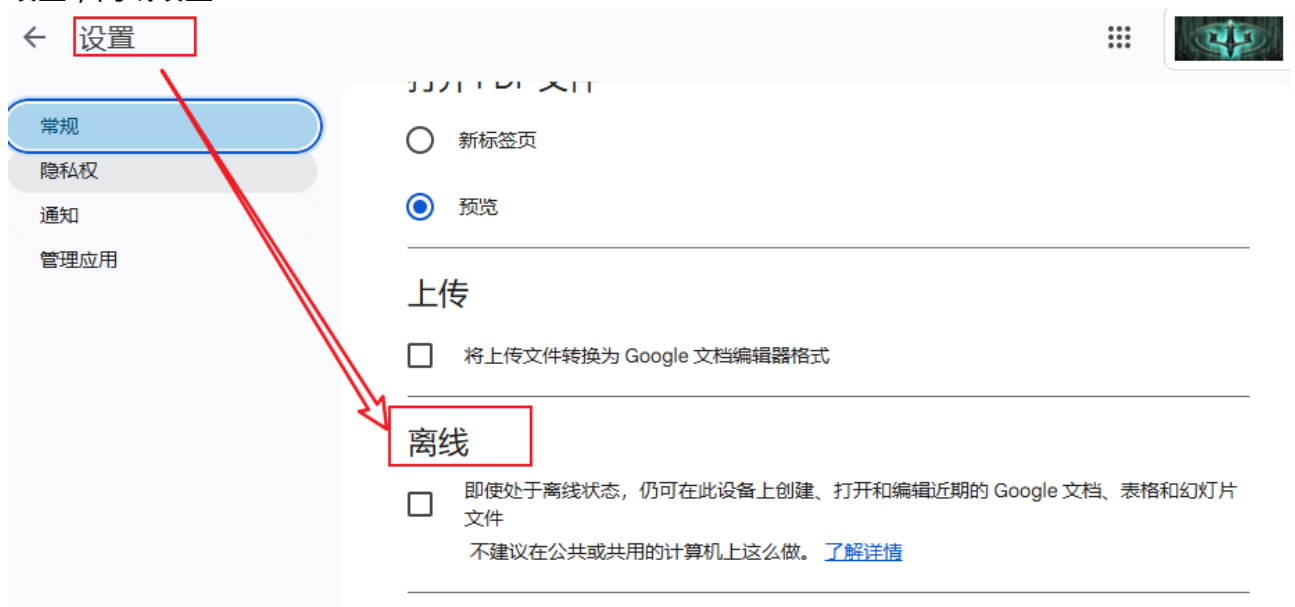 设置
常规
隐私权
通知
管理应用
打开 PDF 文件
新标签页
预览
上传
将上传文件转换为 Google 文档编辑器格式
离线
即使处于离线状态，仍可在此设备上创建、打开和编辑近期的 Google 文档、表格和幻灯片
文件
不建议在公共或共用的计算机上这么做。 了解详情